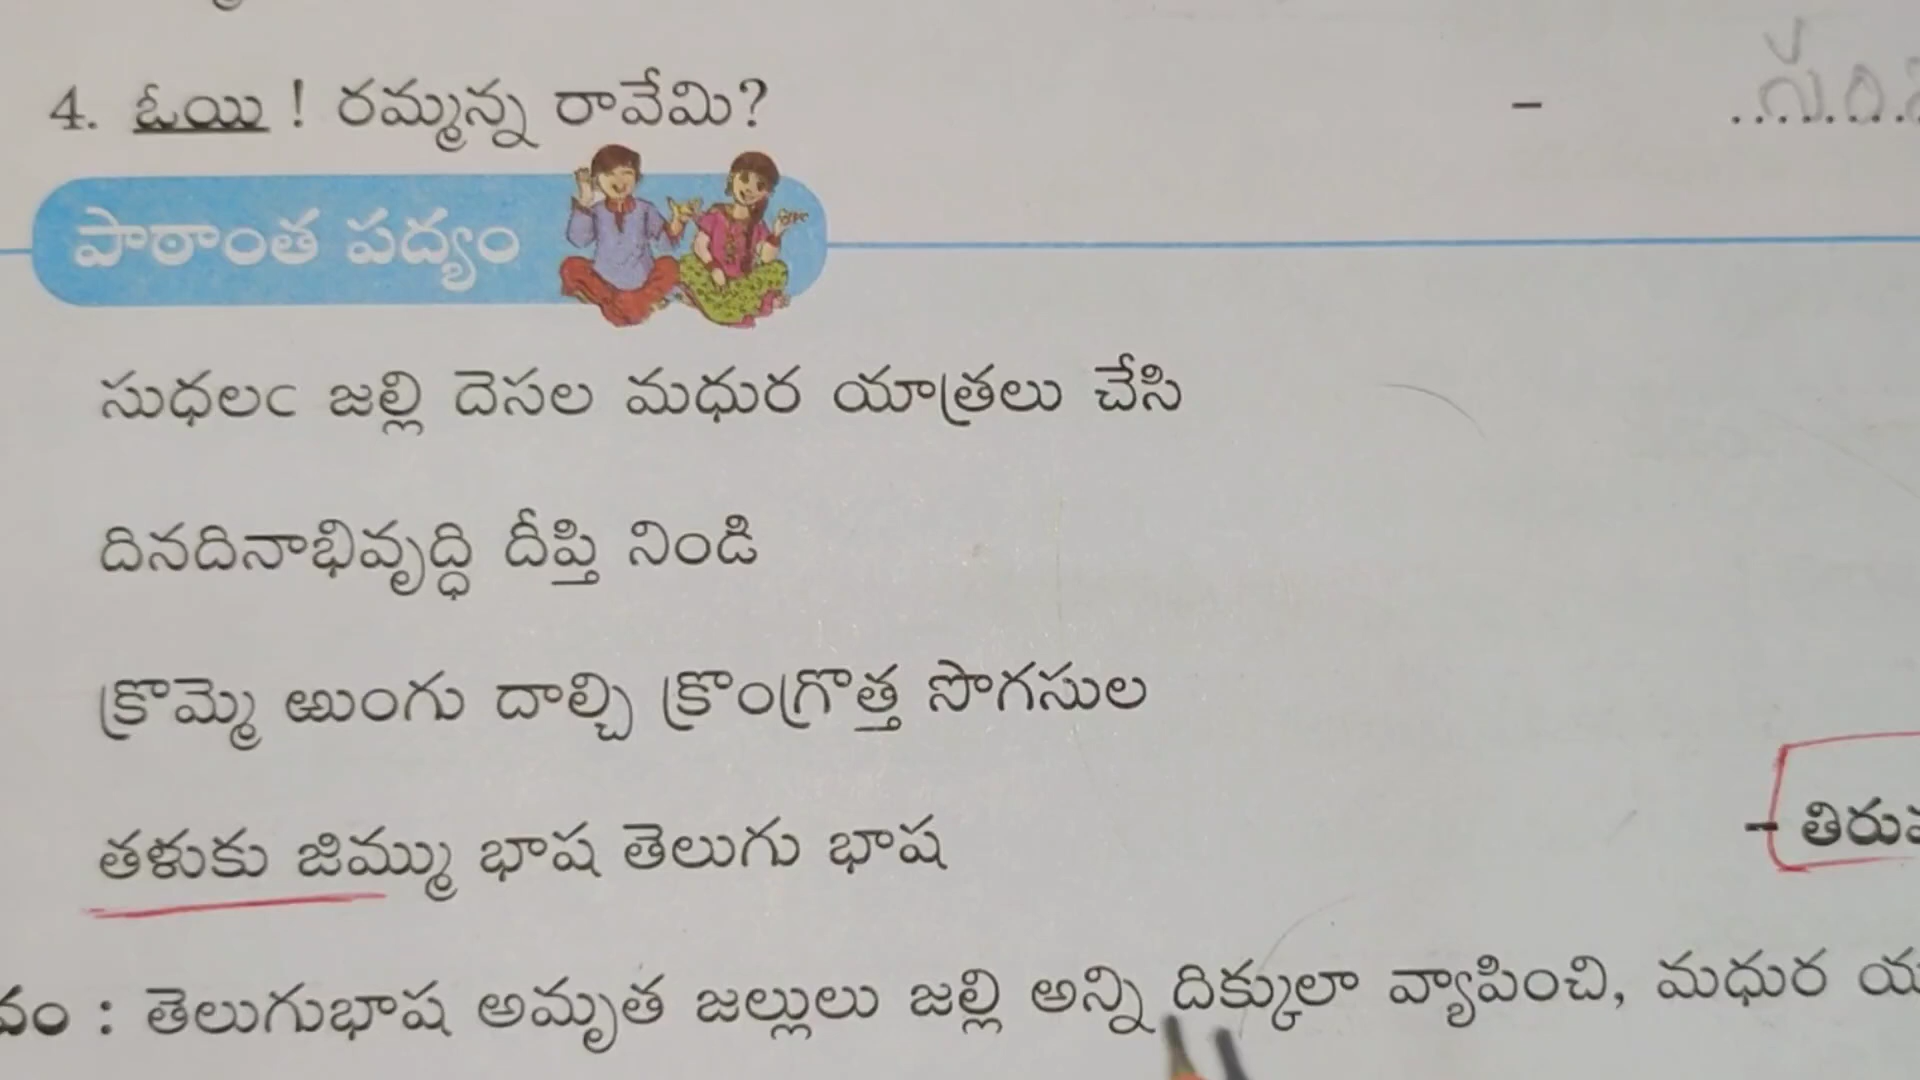 4. ఓయి ! రమ్మన్న రావేమి? -
పాఠాంత పద్యం
సుధలఁ జల్లి దెసల మధుర యాత్రలు చేసి
దినదినాభివృద్ధి దీప్తి నిండి
క్రొమ్మె ఱుంగు దాల్చి క్రొంగ్రొత్త సొగసుల
తళుకు జిమ్ము భాష తెలుగు భాష
: తెలుగుభాష అమృత జల్లులు జల్లి అన్ని దిక్కులా వ్యాపించి, మధుర